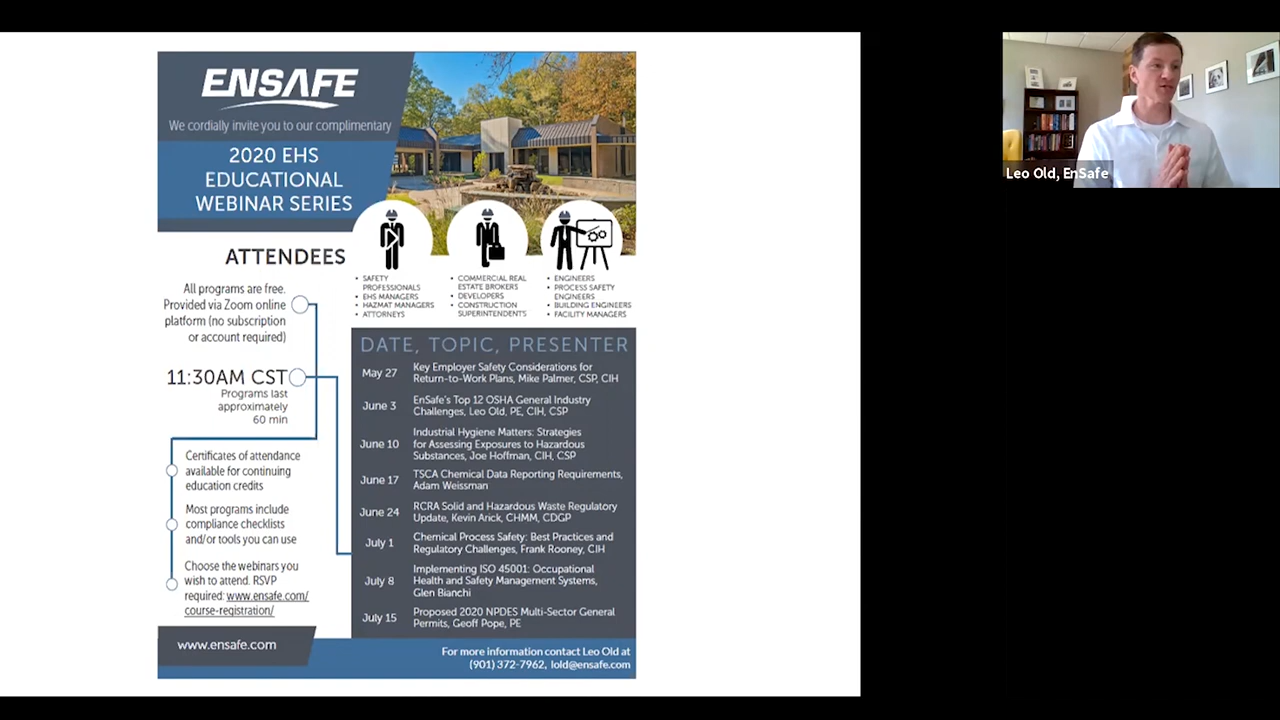 ENSAFE
We cordially invite you to our complimentary
2020 EHS
EDUCATIONAL
WEBINAR SERIES
ATTENDEES
• SAFETY
PROFESSIONALS
• EHS MANAGERS
• HAZMAT MANAGERS
• ATTORNEYS
• COMMERCIAL REAL
ESTATE BROKERS
• DEVELOPERS
• CONSTRUCTION
SUPERINTENDENTS
• ENGINEERS
• PROCESS SAFETY
ENGINEERS
• BUILDING ENGINEERS
• FACILITY MANAGERS
All programs are free.
Provided via Zoom online
platform (no subscription
or account required)
11:30AM CST
Programs last
approximately
60 min
Certificates of attendance
available for continuing
education credits
Most programs include
compliance checklists
and/or tools you can use
Choose the webinars you
wish to attend. RSVP
required: www.ensafe.com/
course-registration/
DATE, TOPIC, PRESENTER
May 27 Key Employer Safety Considerations for
Return-to-Work Plans, Mike Palmer, CSP, CIH
June 3 EnSafe's Top 12 OSHA General Industry
Challenges, Leo Old, PE, CIH, CSP
June 10 Industrial Hygiene Matters: Strategies
for Assessing Exposures to Hazardous
Substances, Joe Hoffman, CIH, CSP
June 17 TSCA Chemical Data Reporting Requirements,
Adam Weissman
June 24 RCRA Solid and Hazardous Waste Regulatory
Update, Kevin Arick, CHMM, CDGP
July 1 Chemical Process Safety: Best Practices and
Regulatory Challenges, Frank Rooney, CIH
July 8 Implementing ISO 45001: Occupational
Health and Safety Management Systems,
Glen Bianchi
July 15 Proposed 2020 NPDES Multi-Sector General
Permits, Geoff Pope, PE
www.ensafe.com
For more information contact Leo Old at
(901) 372-7962, lold@ensafe.com
Leo Old, EnSafe